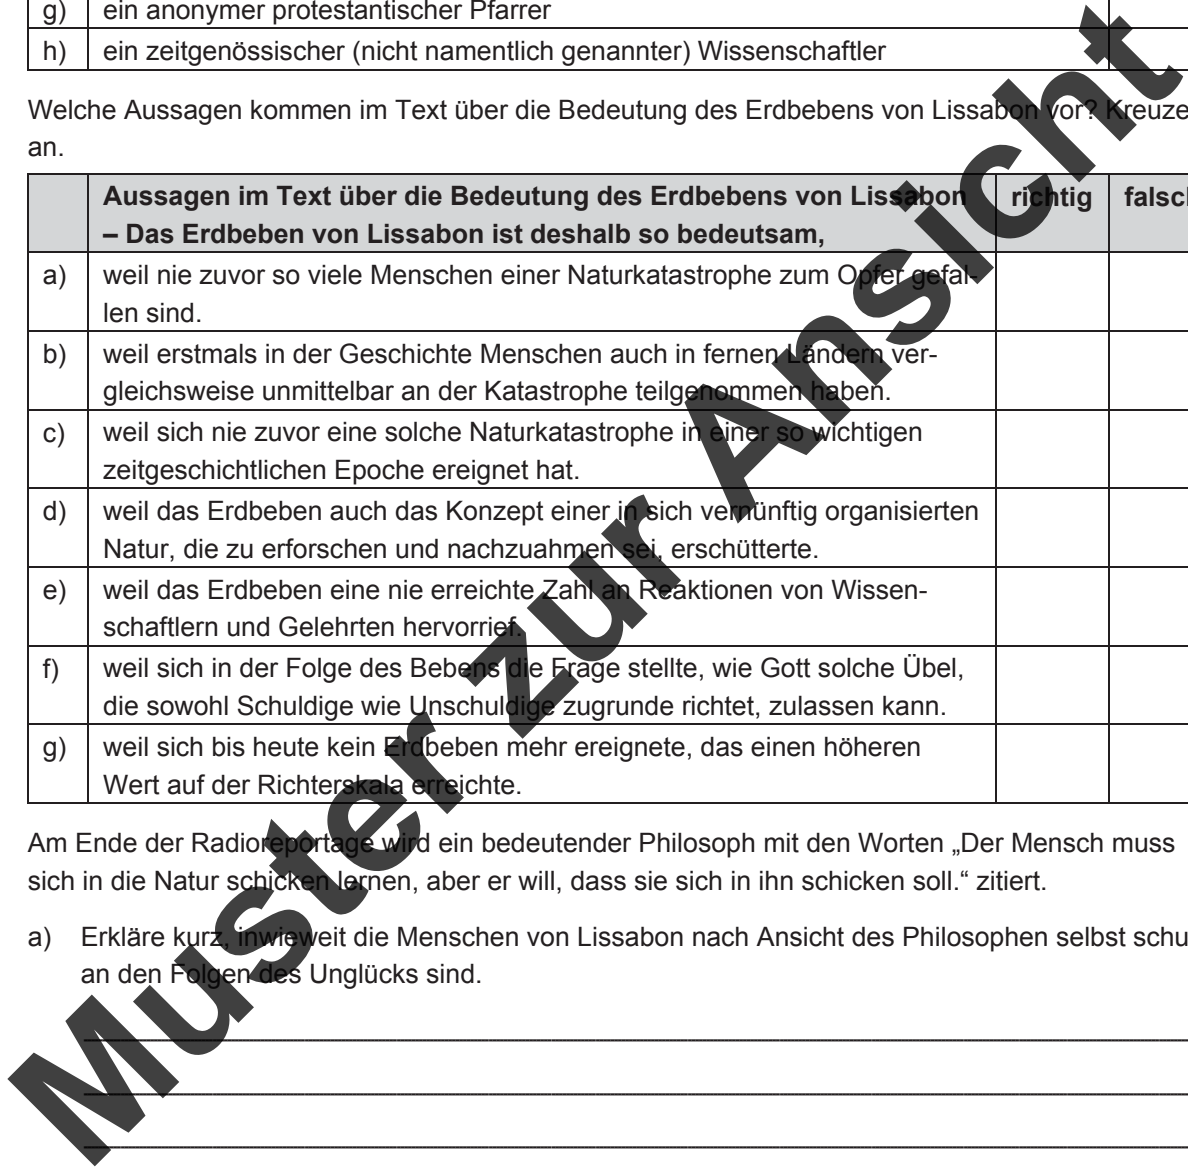 g) ein anonymer protestantischer Pfarrer
h) ein zeitgenössischer (nicht namentlich genannter) Wissenschaftler
Welche Aussagen kommen im Text über die Bedeutung des Erdbebens von Lissabon vor? Kreuze
an.
Aussagen im Text über die Bedeutung des Erdbebens von Lissabon richtig falsch
– Das Erdbeben von Lissabon ist deshalb so bedeutsam,
a) weil nie zuvor so viele Menschen einer Naturkatastrophe zum Opfer gefal-
len sind.
b) weil erstmals in der Geschichte Menschen auch in fernen Ländern ver-
gleichsweise unmittelbar an der Katastrophe teilgenommen haben.
c) weil sich nie zuvor eine solche Naturkatastrophe in einer so wichtigen
zeitgeschichtlichen Epoche ereignet hat.
d) weil das Erdbeben auch das Konzept einer in sich vernünftig organisierten
Natur, die zu erforschen und nachzuahmen sei, erschütterte.
e) weil das Erdbeben eine nie erreichte Zahl an Reaktionen von Wissen-
schaftlern und Gelehrten hervorrief.
f) weil sich in der Folge des Bebens die Frage stellte, wie Gott solche Übel,
die sowohl Schuldige wie Unschuldige zugrunde richtet, zulassen kann.
g) weil sich bis heute kein Erdbeben mehr ereignete, das einen höheren
Wert auf der Richterskala erreichte.
Am Ende der Radioreportage wird ein bedeutender Philosoph mit den Worten „Der Mensch muss
sich in die Natur schicken lernen, aber er will, dass sie sich in ihn schicken soll.“ zitiert.
a) Erkläre kurz, inwieweit die Menschen von Lissabon nach Ansicht des Philosophen selbst schu
an den Folgen des Unglücks sind.
Muster zur Ansicht